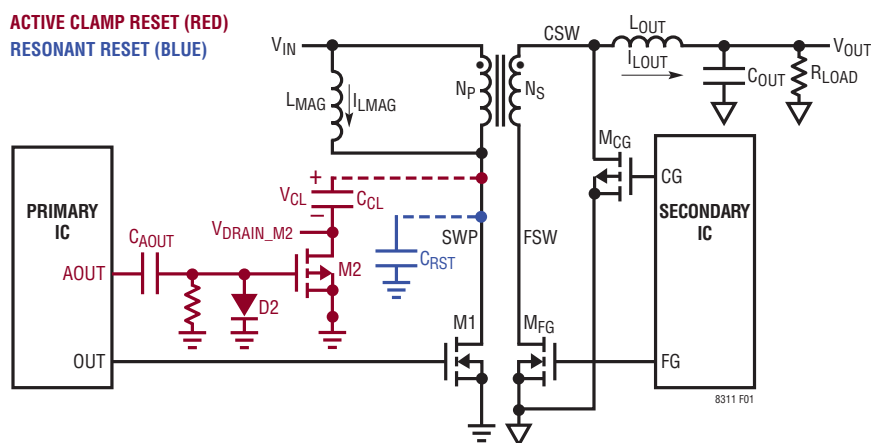 ACTIVE CLAMP RESET (RED)
RESONANT RESET (BLUE)
VIN
CSW
LOUT
ILOUT
VOUT
COUT
RLOAD
LMAG
ILMAG
NP
NS
MCG
CG
PRIMARY
IC
SECONDARY
IC
+
VCL
CCL
–
VDRAIN_M2
CAOUT
AOUT
M2
D2
CRST
SWP
FSW
OUT
M1
MFG
FG
8311 F01